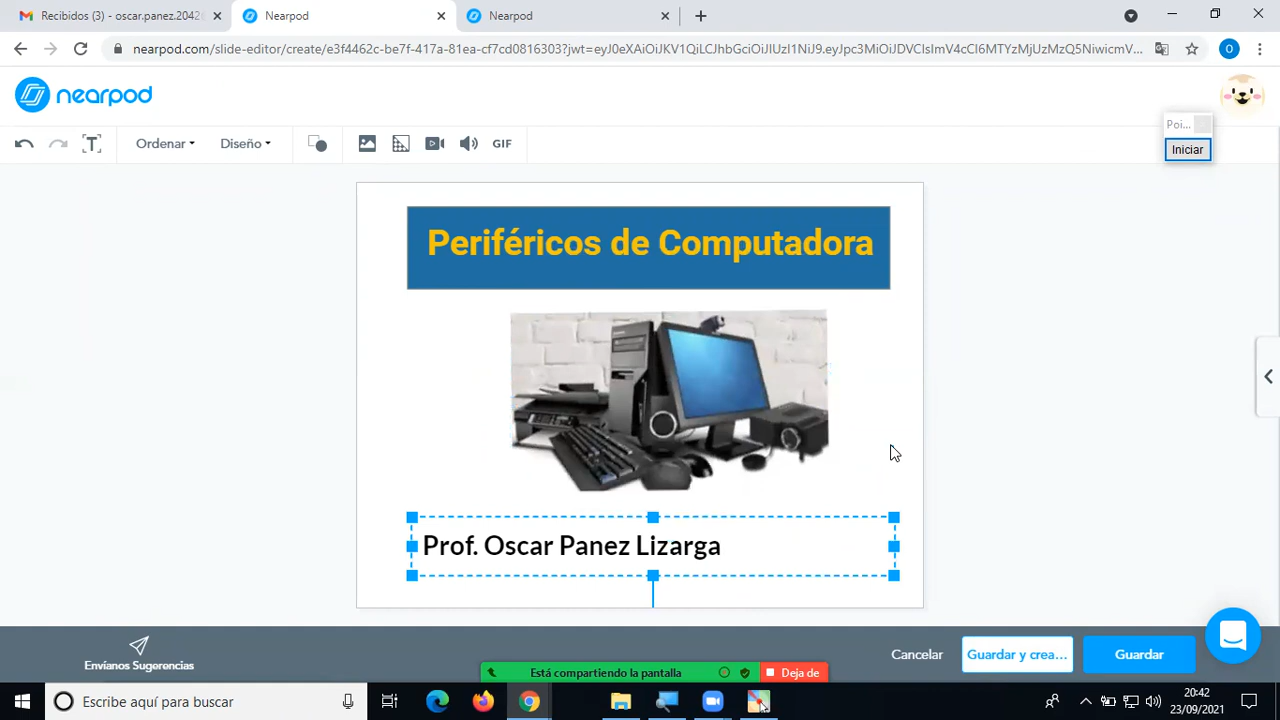 Recibidos (3) - oscar.panez.2042
Nearpod
Nearpod
nearpod.com/slide-editor/create/e3f4462c-be7f-417a-81ea-cf7cd0816303?jwt=eyJ0eXAiOiJKV1QiLCJhbGciOiJIUzI1NiJ9.eyJpc3MiOiJDVCIsImV4cCI6MTYzMjUzMzQ5NiwicmV...
O
nearpod
Poi...
Iniciar
T
Ordenar
Diseño
GIF
Periféricos de Computadora
Prof. Oscar Panez Lizarga
Envíanos Sugerencias
Cancelar
Guardar y crea...
Guardar
Está compartiendo la pantalla
Deja de
Escribe aquí para buscar
20:42
23/09/2021